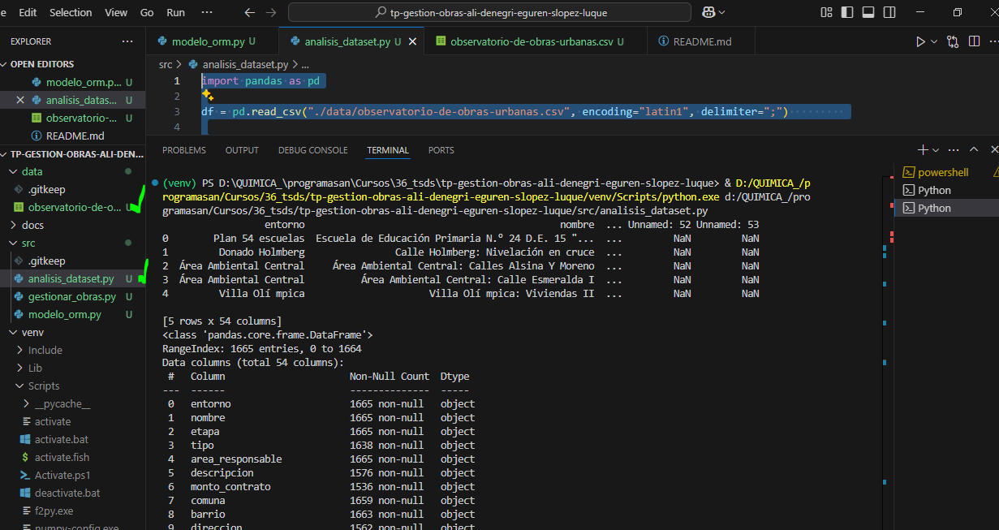 e Edit Selection View Go Run ··· tp-gestion-obras-ali-denegri-eguren-slopez-luque
EXPLORER ···
OPEN EDITORS
modelo_orm.p... U
analisis_datas... U
observatorio-... U
README.md
TP-GESTION-OBRAS-ALI-DEN...
data
.gitkeep
observatorio-de-o... U
docs
src
.gitkeep
analisis_dataset.py U
gestionar_obras.py U
modelo_orm.py U
venv
Include
Lib
Scripts
__pycache__
activate
activate.bat
activate.fish
Activate.ps1
deactivate.bat
f2py.exe
numpy-config.exe
modelo_orm.py U analisis_dataset.py U observatorio-de-obras-urbanas.csv U README.md
src > analisis_dataset.py > ...
1 import pandas as pd
2
3 df = pd.read_csv("./data/observatorio-de-obras-urbanas.csv", encoding="latin1", delimiter=";")
4
PROBLEMS OUTPUT DEBUG CONSOLE TERMINAL PORTS
(venv) PS D:\QUIMICA_\programasan\Cursos\36_tsds\tp-gestion-obras-ali-denegri-eguren-slopez-luque> & D:/QUIMICA_/p
rogramasan/Cursos/36_tsds/tp-gestion-obras-ali-denegri-eguren-slopez-luque/venv/Scripts/python.exe d:/QUIMICA_/pro
gramasan/Cursos/36_tsds/tp-gestion-obras-ali-denegri-eguren-slopez-luque/src/analisis_dataset.py
entorno nombre ... Unnamed: 52 Unnamed: 53
0 Plan 54 escuelas Escuela de Educación Primaria N.º 24 D.E. 15 "... ... NaN NaN
1 Donado Holmberg Calle Holmberg: Nivelación en cruce ... NaN NaN
2 Área Ambiental Central Área Ambiental Central: Calles Alsina Y Moreno ... NaN NaN
3 Área Ambiental Central Área Ambiental Central: Calle Esmeralda I ... NaN NaN
4 Villa Olí mpica Villa Olí mpica: Viviendas II ... NaN NaN
[5 rows x 54 columns]
<class 'pandas.core.frame.DataFrame'>
RangeIndex: 1665 entries, 0 to 1664
Data columns (total 54 columns):
# Column Non-Null Count Dtype
--- ------ -------------- -----
0 entorno 1665 non-null object
1 nombre 1665 non-null object
2 etapa 1665 non-null object
3 tipo 1638 non-null object
4 area_responsable 1665 non-null object
5 descripcion 1576 non-null object
6 monto_contrato 1536 non-null object
7 comuna 1659 non-null object
8 barrio 1663 non-null object
9 direccion 1562 non-null object
powershell
Python
Python